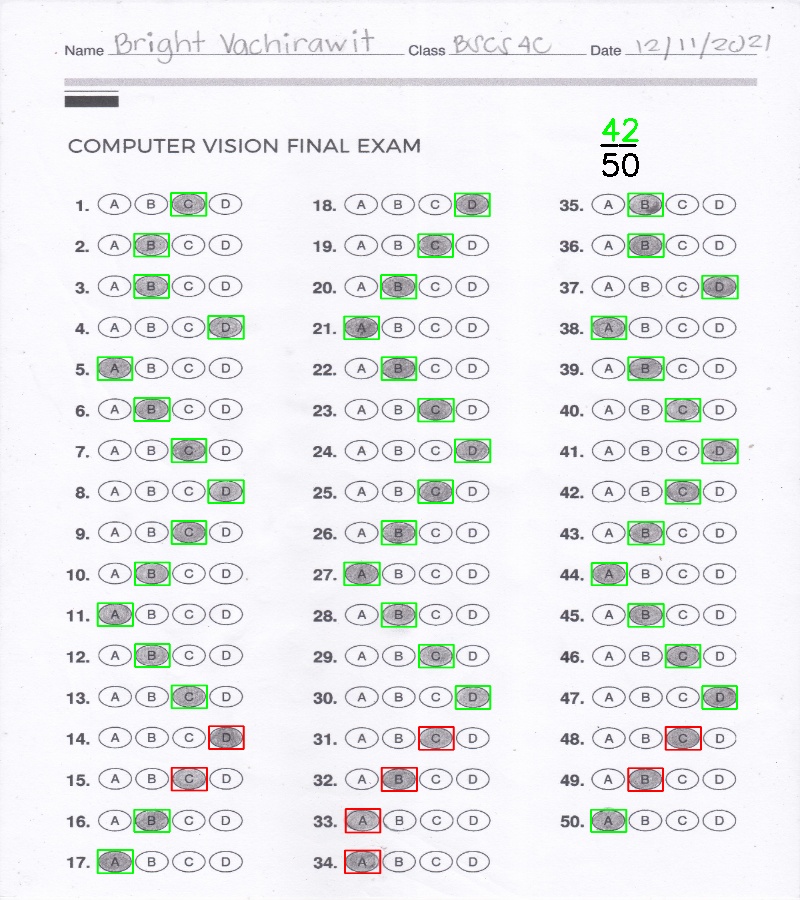 Name Bright Vachirawit Class BSCS 4C Date 12/11/2021
COMPUTER VISION FINAL EXAM
42
50
1. A B C D
2. A B C D
3. A B C D
4. A B C D
5. A B C D
6. A B C D
7. A B C D
8. A B C D
9. A B C D
10. A B C D
11. A B C D
12. A B C D
13. A B C D
14. A B C D
15. A B C D
16. A B C D
17. A B C D
18. A B C D
19. A B C D
20. A B C D
21. A B C D
22. A B C D
23. A B C D
24. A B C D
25. A B C D
26. A B C D
27. A B C D
28. A B C D
29. A B C D
30. A B C D
31. A B C D
32. A B C D
33. A B C D
34. A B C D
35. A B C D
36. A B C D
37. A B C D
38. A B C D
39. A B C D
40. A B C D
41. A B C D
42. A B C D
43. A B C D
44. A B C D
45. A B C D
46. A B C D
47. A B C D
48. A B C D
49. A B C D
50. A B C D